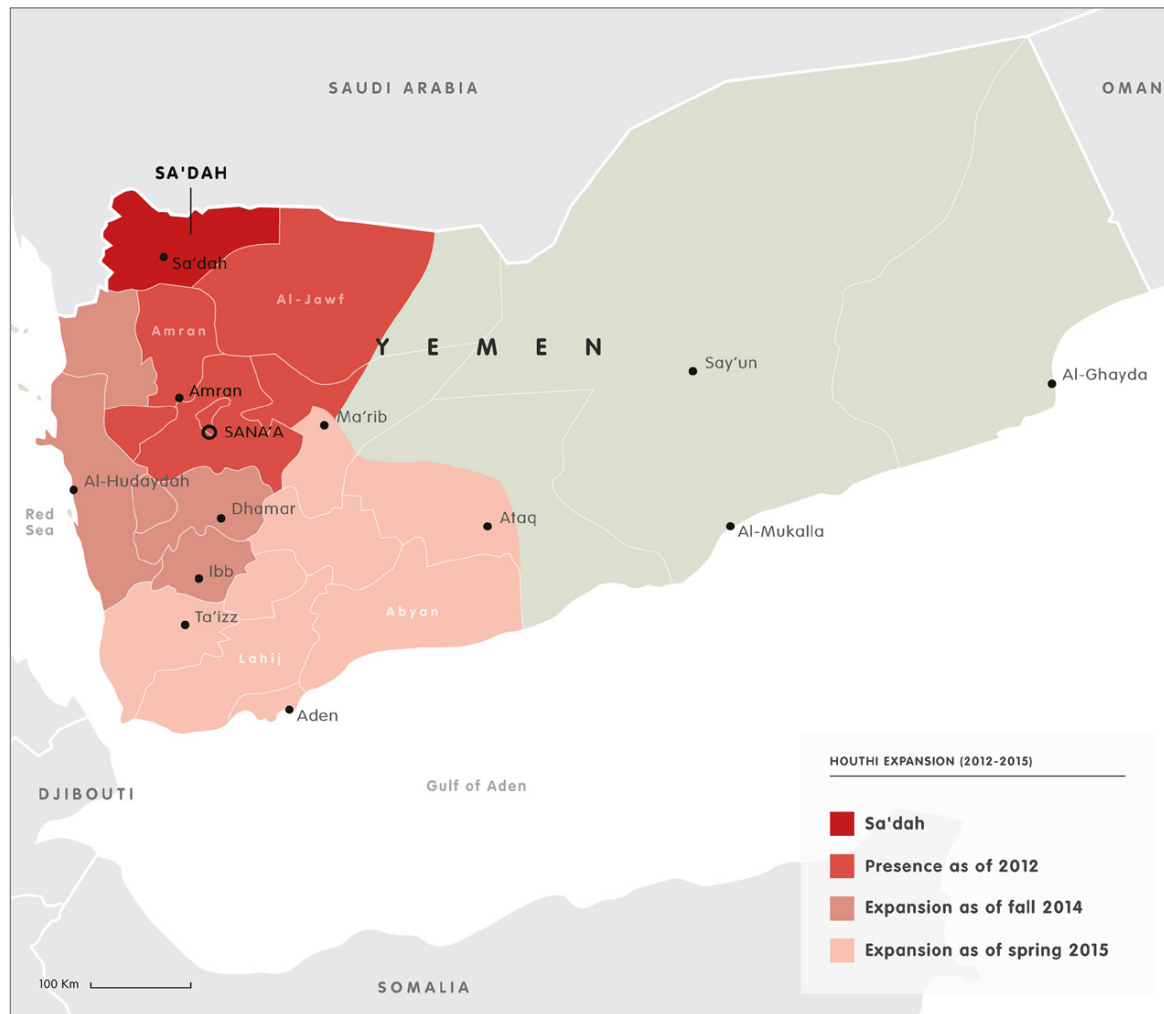 SAUDI ARABIA
OMAN
SA'DAH
Sa'dah
Al-Jawf
Amran
YEMEN
Say'un
Al-Ghayda
Amran
Ma'rib
SANA'A
Al-Hudaydah
Red
Sea
Dhamar
Ataq
Al-Mukalla
Ibb
Abyan
Ta'izz
Lahij
Aden
Gulf of Aden
DJIBOUTI
HOUTHI EXPANSION (2012-2015)
Sa'dah
Presence as of 2012
Expansion as of fall 2014
Expansion as of spring 2015
100 Km
SOMALIA